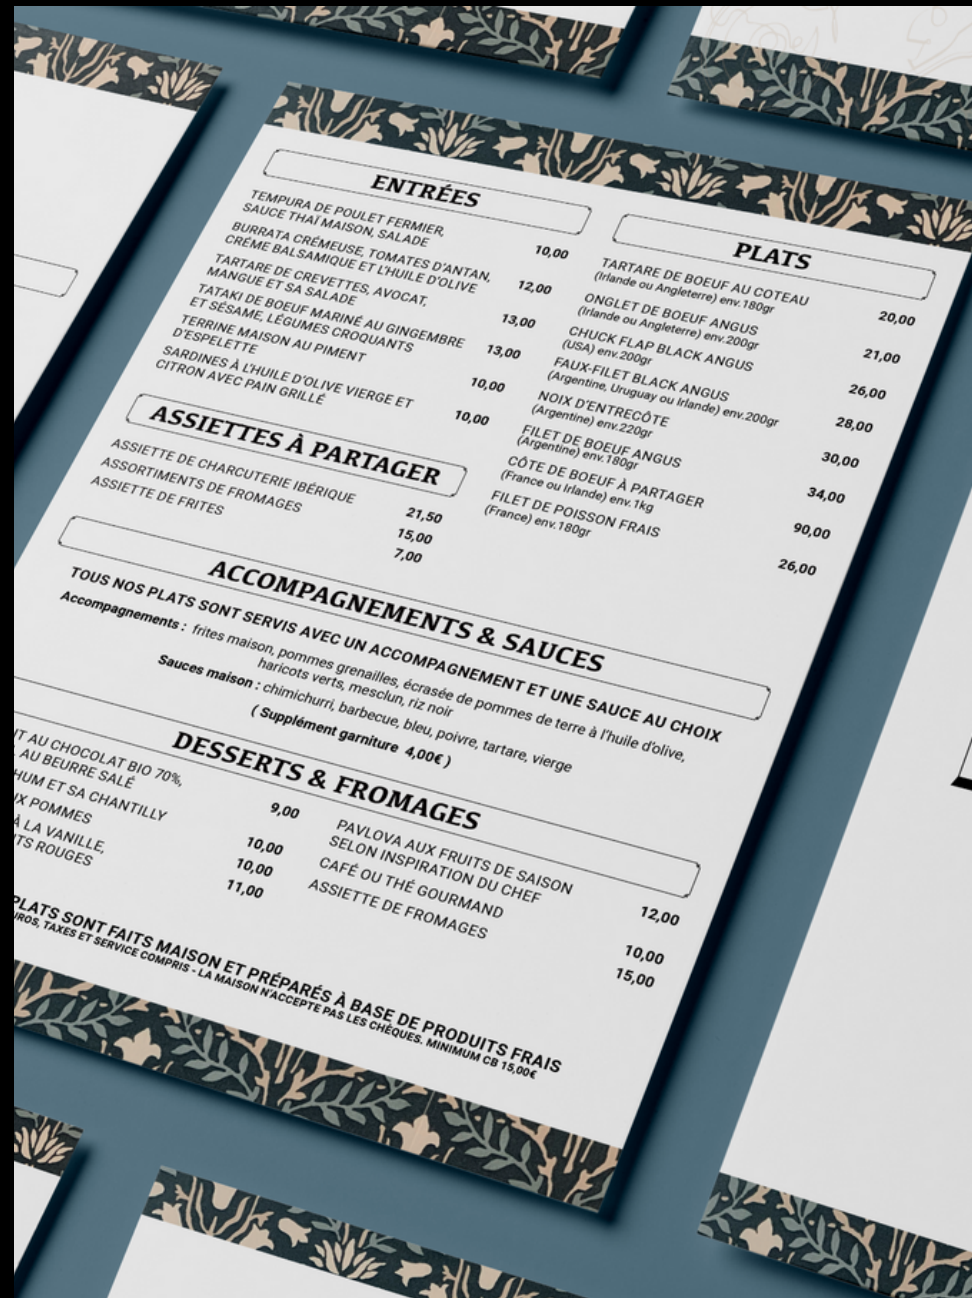 ENTRÉES
TEMPURA DE POULET FERMIER,
SAUCE THAÏ MAISON, SALADE
10,00
BURRATA CRÉMEUSE, TOMATES D'ANTAN,
CRÉME BALSAMIQUE ET L'HUILE D'OLIVE
12,00
TARTARE DE CREVETTES, AVOCAT,
MANGUE ET SA SALADE
13,00
TATAKI DE BOEUF MARINÉ AU GINGEMBRE
ET SÉSAME, LÉGUMES CROQUANTS
13,00
TERRINE MAISON AU PIMENT
D'ESPELETTE
10,00
SARDINES À L'HUILE D'OLIVE VIERGE ET
CITRON AVEC PAIN GRILLÉ
10,00
ASSIETTES À PARTAGER
ASSIETTE DE CHARCUTERIE IBÉRIQUE
21,50
ASSORTIMENTS DE FROMAGES
15,00
ASSIETTE DE FRITES
7,00
PLATS
TARTARE DE BOEUF AU COTEAU
(Irlande ou Angleterre) env.180gr
20,00
ONGLET DE BOEUF ANGUS
(Irlande ou Angleterre) env.200gr
21,00
CHUCK FLAP BLACK ANGUS
(USA) env.200gr
26,00
FAUX-FILET BLACK ANGUS
(Argentine, Uruguay ou Irlande) env.200gr
28,00
NOIX D'ENTRECÔTE
(Argentine) env.220gr
30,00
FILET DE BOEUF ANGUS
(Argentine) env.180gr
34,00
CÔTE DE BOEUF À PARTAGER
(France ou Irlande) env.1kg
90,00
FILET DE POISSON FRAIS
(France) env.180gr
26,00
ACCOMPAGNEMENTS & SAUCES
TOUS NOS PLATS SONT SERVIS AVEC UN ACCOMPAGNEMENT ET UNE SAUCE AU CHOIX
Accompagnements : frites maison, pommes grenailles, écrasée de pommes de terre à l'huile d'olive,
haricots verts, mesclun, riz noir
Sauces maison : chimichurri, barbecue, bleu, poivre, tartare, vierge
( Supplément garniture 4,00€ )
DESSERTS & FROMAGES
AU CHOCOLAT BIO 70%,
AU BEURRE SALÉ
9,00
ET SA CHANTILLY
10,00
POMMES
10,00
À LA VANILLE,
ROUGES
11,00
PAVLOVA AUX FRUITS DE SAISON
SELON INSPIRATION DU CHEF
12,00
CAFÉ OU THÉ GOURMAND
10,00
ASSIETTE DE FROMAGES
15,00
PLATS SONT FAITS MAISON ET PRÉPARÉS À BASE DE PRODUITS FRAIS
TAXES ET SERVICE COMPRIS - LA MAISON N'ACCEPTE PAS LES CHÉQUES. MINIMUM CB 15,00€